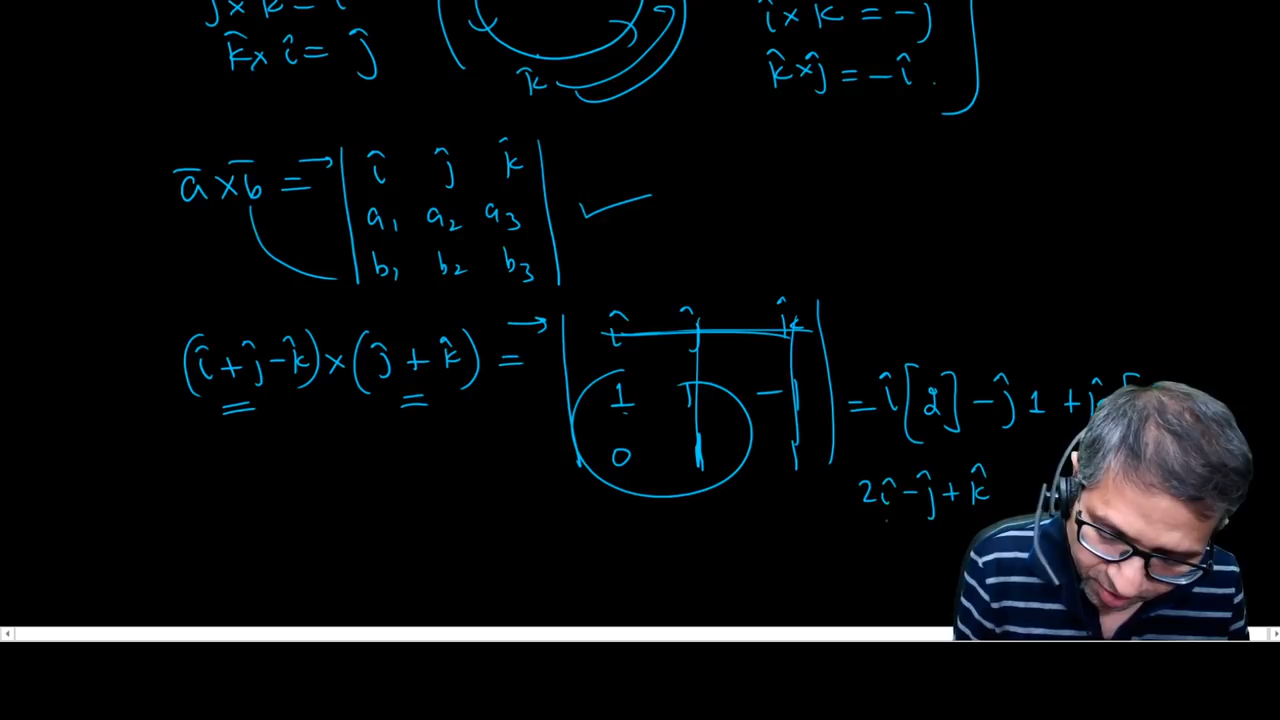 k̂ × î = ĵ
î × k̂ = -ĵ
k̂ × ĵ = -î
k̂
a̅ × b̅ = | î ĵ k̂ |
| a₁ a₂ a₃ |
| b₁ b₂ b₃ |
(î + ĵ - k̂) × (ĵ + k̂) = | î ĵ k̂ | = î [2] - ĵ 1 +
| 1 1 -1 |
| 0 1 1 |
2î - ĵ + k̂